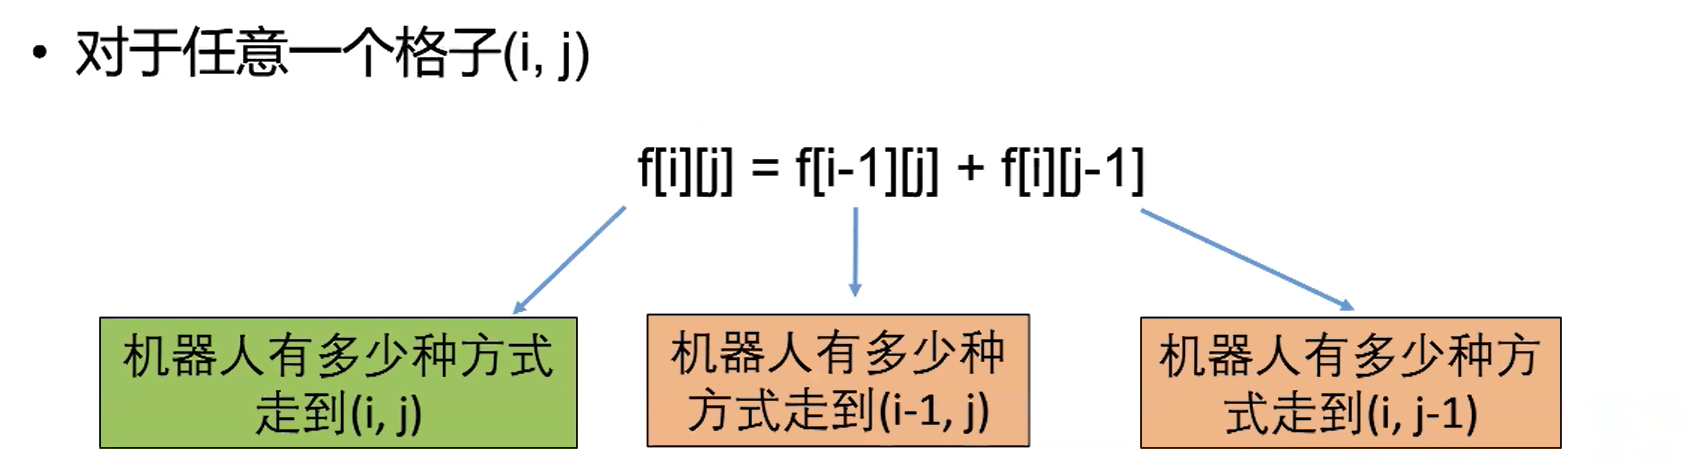 • 对于任意一个格子(i, j)
f[i][j] = f[i-1][j] + f[i][j-1]
机器人有多少种方式
走到(i, j)
机器人有多少种
方式走到(i-1, j)
机器人有多少种方
式走到(i, j-1)